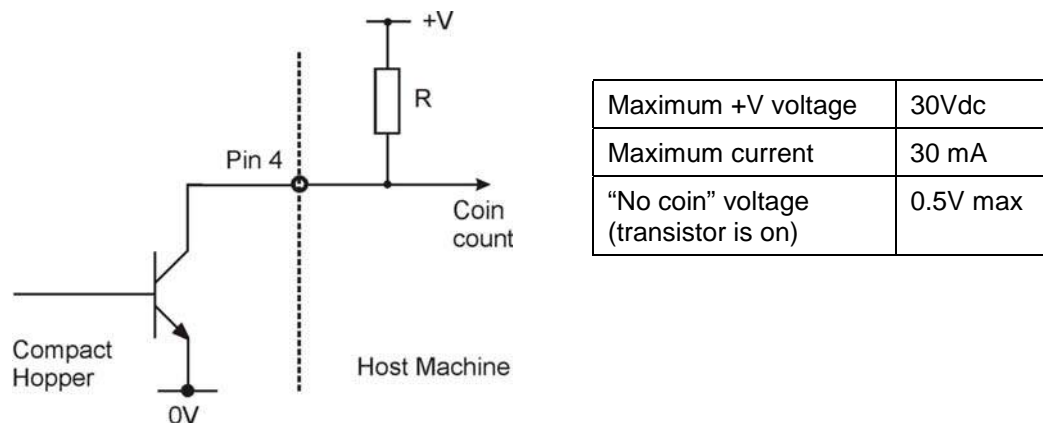 +V
R
Pin 4
Coin
count
Compact
Hopper
Host Machine
0V
Maximum +V voltage 30Vdc
Maximum current 30 mA
“No coin” voltage 0.5V max
(transistor is on)